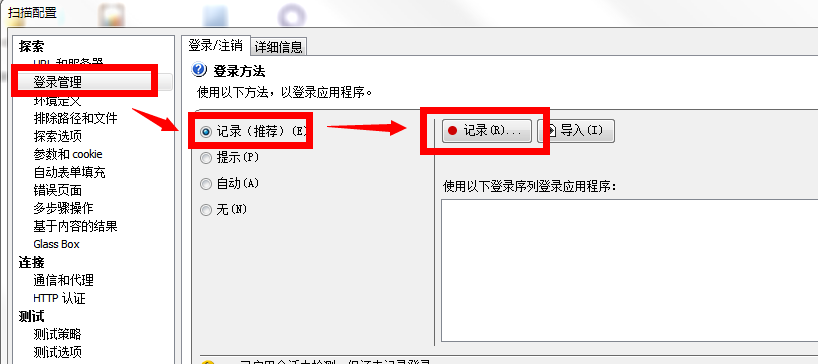 扫描配置
探索
URL 和服务器
登录管理
环境定义
排除路径和文件
探索选项
参数和 cookie
自动表单填充
错误页面
多步骤操作
基于内容的结果
Glass Box
连接
通信和代理
HTTP 认证
测试
测试策略
测试选项
登录/注销
详细信息
登录方法
使用以下方法，以登录应用程序。
记录（推荐）(E)
提示(P)
自动(A)
无(N)
记录(R)...
导入(I)
使用以下登录序列登录应用程序：